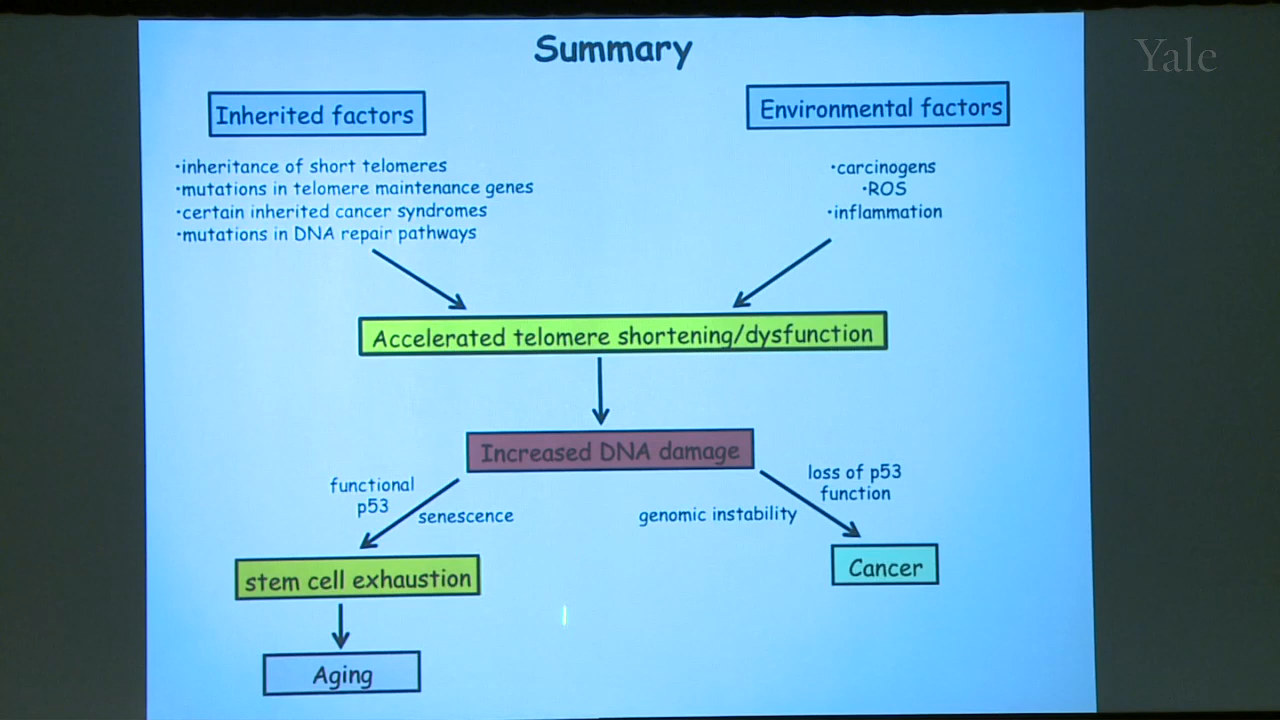 Summary
Yale
Inherited factors
Environmental factors
•inheritance of short telomeres
•mutations in telomere maintenance genes
•certain inherited cancer syndromes
•mutations in DNA repair pathways
•carcinogens
•ROS
•inflammation
Accelerated telomere shortening/dysfunction
Increased DNA damage
functional
p53
senescence
genomic instability
loss of p53
function
stem cell exhaustion
Cancer
Aging